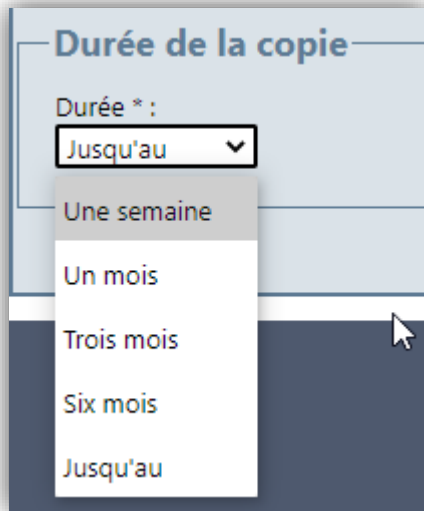 Durée de la copie
Durée * :
Jusqu'au
Une semaine
Un mois
Trois mois
Six mois
Jusqu'au